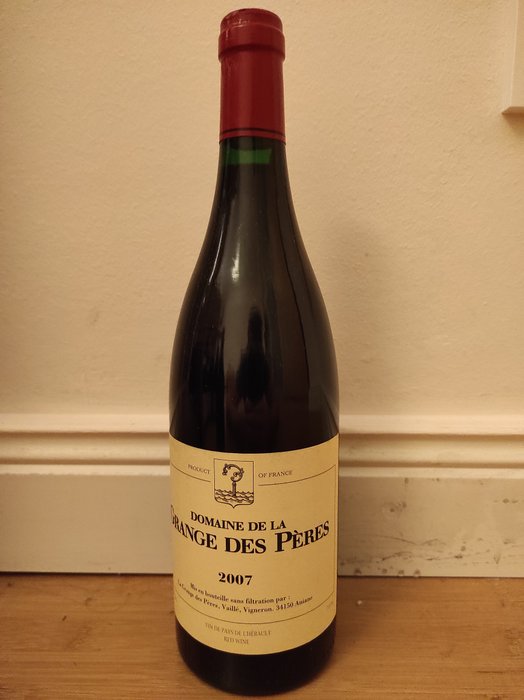 PRODUCT OF FRANCE
DOMAINE DE LA
GRANGE DES PÈRES
2007
Mis en bouteille sans filtration par :
La Grange des Pères, Vaillé, Vigneron. 34150 Aniane
VIN DE PAYS DE L'HÉRAULT
RED WINE